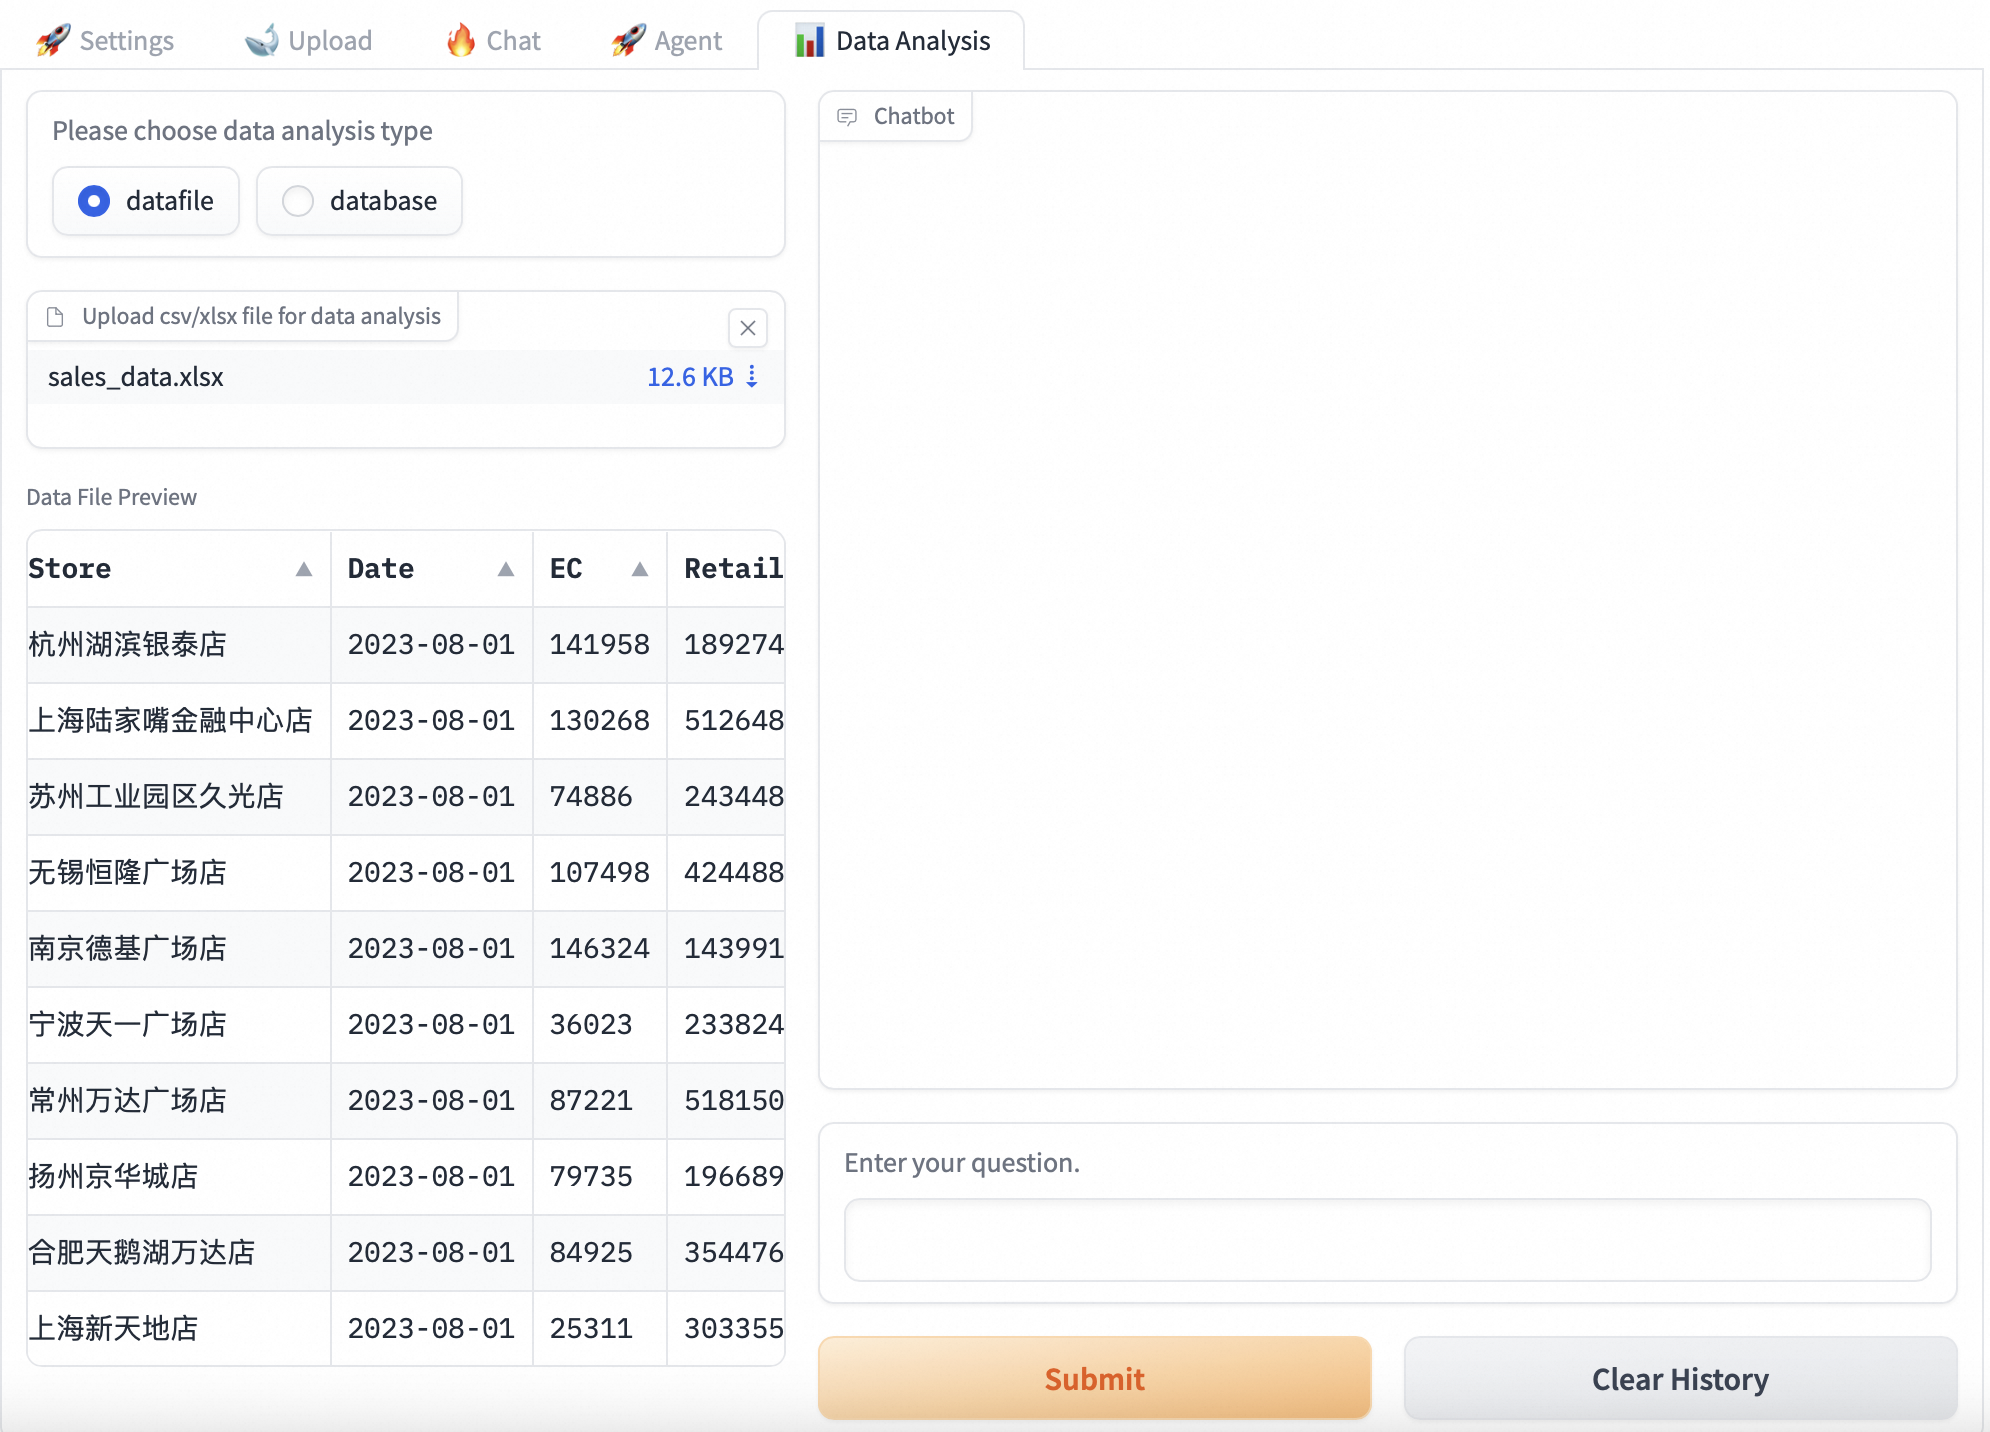 Settings Upload Chat Agent Data Analysis
Please choose data analysis type
datafile database
Upload csv/xlsx file for data analysis
sales_data.xlsx 12.6 KB
Data File Preview
Store Date EC Retail
杭州湖滨银泰店 2023-08-01 141958 189274
上海陆家嘴金融中心店 2023-08-01 130268 512648
苏州工业园区久光店 2023-08-01 74886 243448
无锡恒隆广场店 2023-08-01 107498 424488
南京德基广场店 2023-08-01 146324 143991
宁波天一广场店 2023-08-01 36023 233824
常州万达广场店 2023-08-01 87221 518150
扬州京华城店 2023-08-01 79735 196689
合肥天鹅湖万达店 2023-08-01 84925 354476
上海新天地店 2023-08-01 25311 303355
Chatbot
Enter your question.
Submit Clear History